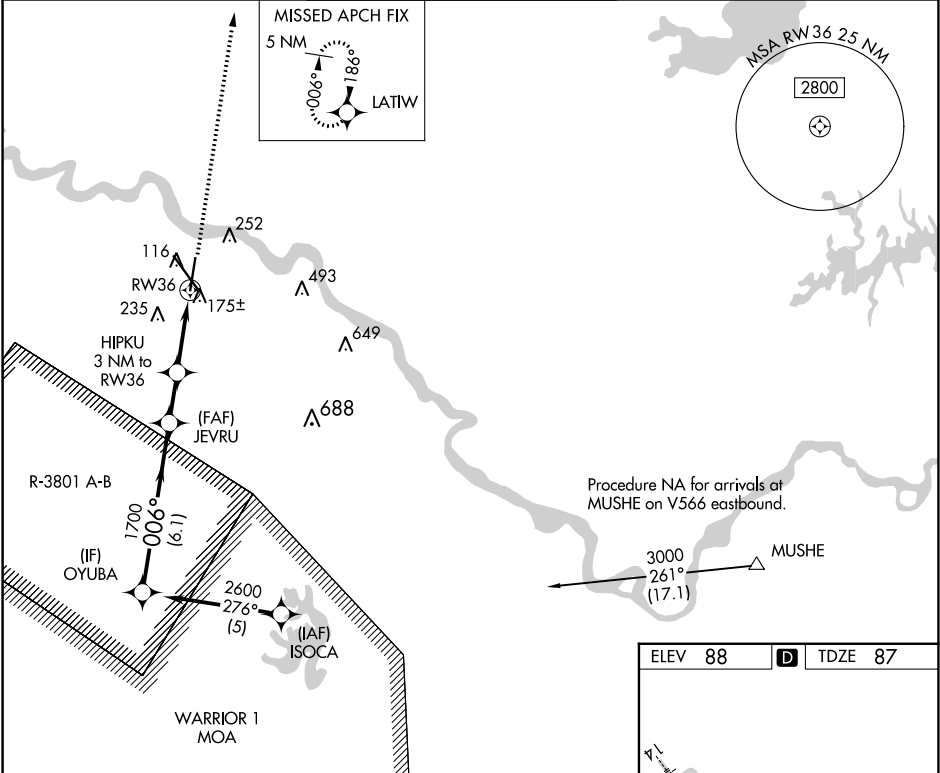 MISSED APCH FIX
5 NM
006°
186°
LATIW
MSA RW36 25 NM
2800
252
116
RW36
175±
235
493
649
688
HIPKU
3 NM to
RW36
(FAF)
JEVRU
R-3801 A-B
1700
006°
(6.1)
(IF)
OYUBA
2600
276°
(5)
(IAF)
ISOCA
WARRIOR 1
MOA
Procedure NA for arrivals at
MUSHE on V566 eastbound.
MUSHE
3000
261°
(17.1)
ELEV 88 D TDZE 87
14